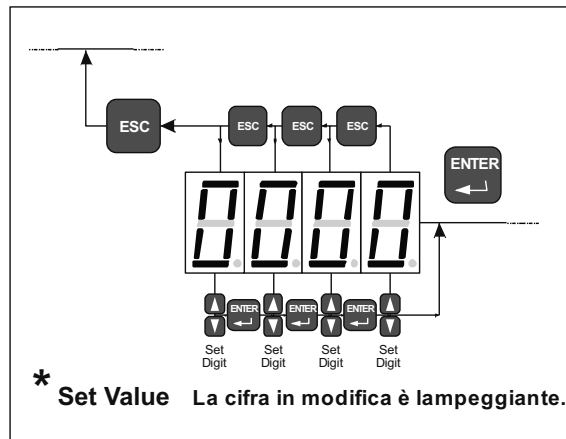 ESC
ESC
ESC
ESC
ENTER
0000
ENTER
ENTER
ENTER
Set Digit
Set Digit
Set Digit
Set Digit
* Set Value La cifra in modifica è lampeggiante.